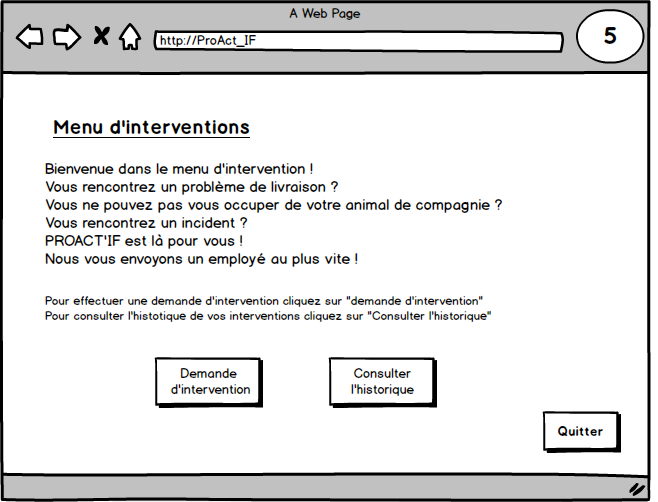 A Web Page
http://ProAct_IF
5
Menu d'interventions
Bienvenue dans le menu d'intervention !
Vous rencontrez un problème de livraison ?
Vous ne pouvez pas vous occuper de votre animal de compagnie ?
Vous rencontrez un incident ?
PROACT'IF est là pour vous !
Nous vous envoyons un employé au plus vite !
Pour effectuer une demande d'intervention cliquez sur "demande d'intervention"
Pour consulter l'histotique de vos interventions cliquez sur "Consulter l'historique"
Demande
d'intervention
Consulter
l'historique
Quitter